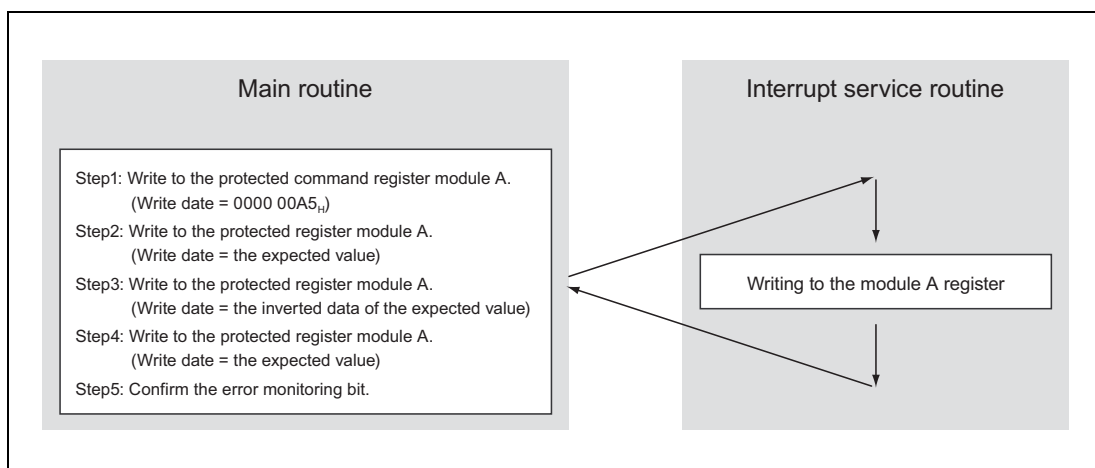 Main routine
Step1: Write to the protected command register module A.
(Write date = 0000 00A5H)
Step2: Write to the protected register module A.
(Write date = the expected value)
Step3: Write to the protected register module A.
(Write date = the inverted data of the expected value)
Step4: Write to the protected register module A.
(Write date = the expected value)
Step5: Confirm the error monitoring bit.
Interrupt service routine
Writing to the module A register